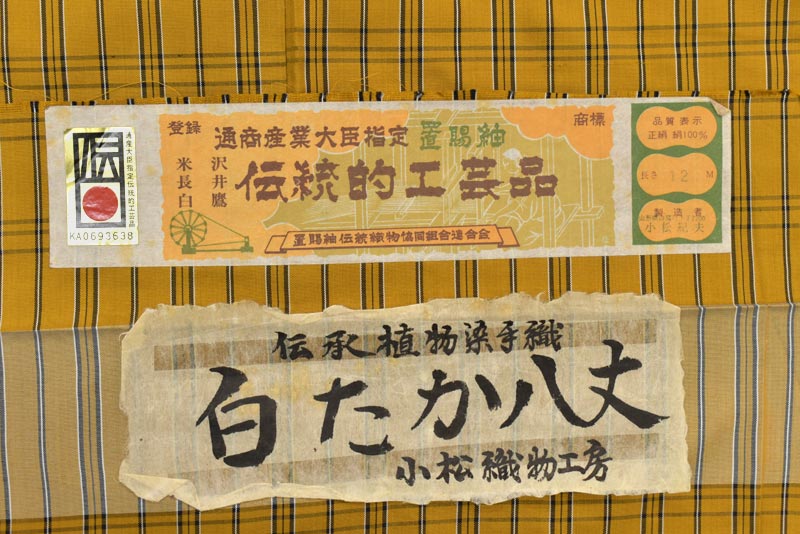 登録
通商産業大臣指定 置賜紬
商標
米長白
沢井鷹
伝統的工芸品
置賜紬伝統織物協同組合連合会
伝
通産大臣指定伝統的工芸品
KA0693638
品質表示
正絹 絹100%
長さ 12 M
製造者
小松紀夫
伝承植物染手織
白たか八丈
小松織物工房